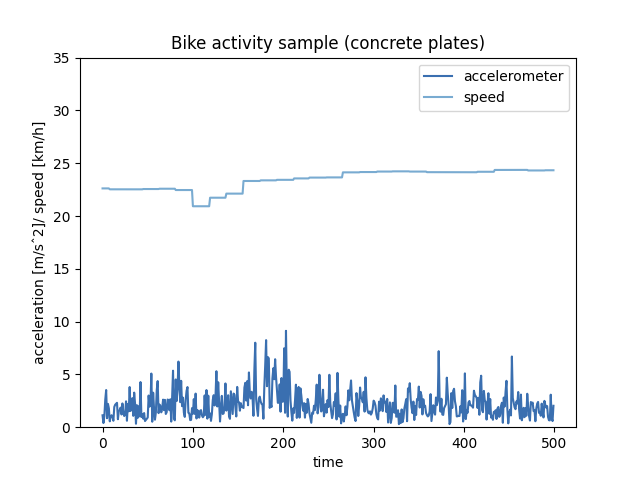 Bike activity sample (concrete plates)
accelerometer
speed
acceleration [m/s^2]/ speed [km/h]
35
30
25
20
15
10
5
0
0 100 200 300 400 500
time